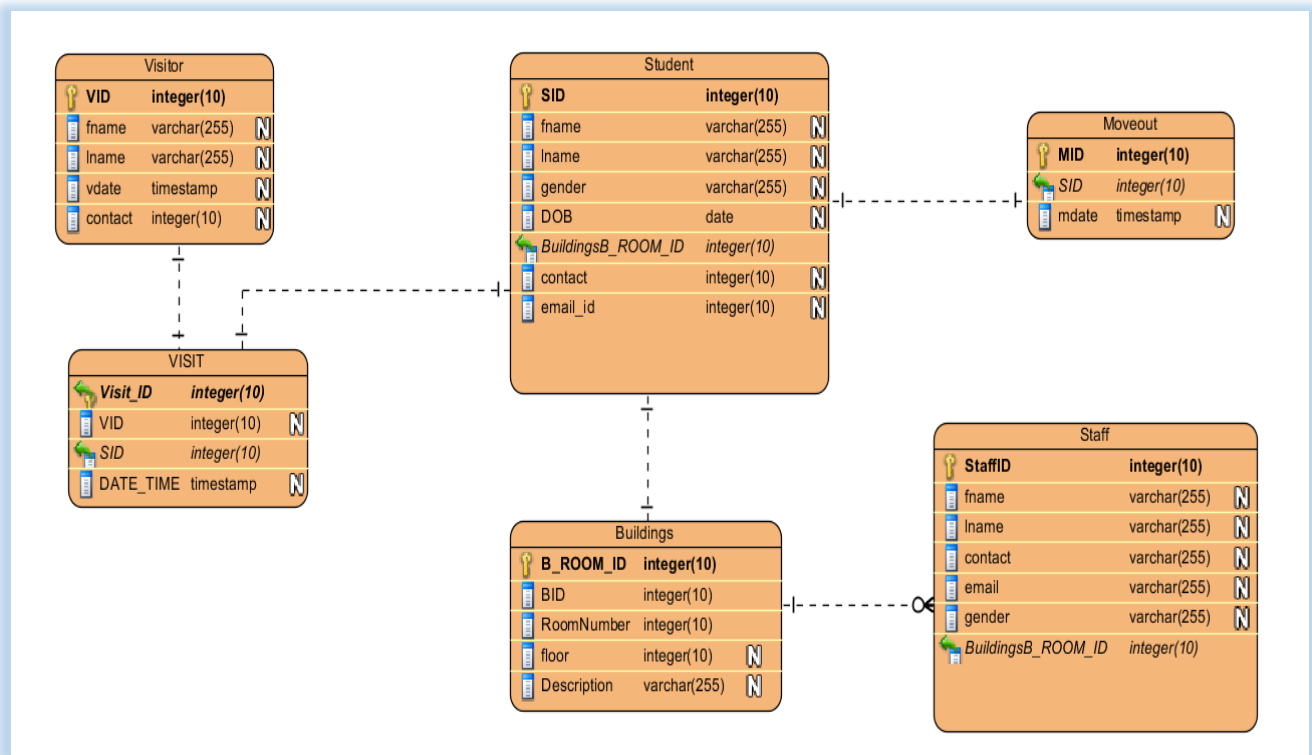 Visitor
VID integer(10)
fname varchar(255) N
lname varchar(255) N
vdate timestamp N
contact integer(10) N
Student
SID integer(10)
fname varchar(255) N
lname varchar(255) N
gender varchar(255) N
DOB date N
BuildingsB_ROOM_ID integer(10)
contact integer(10) N
email_id integer(10) N
Moveout
MID integer(10)
SID integer(10)
mdate timestamp N
VISIT
Visit_ID integer(10)
VID integer(10) N
SID integer(10)
DATE_TIME timestamp N
Buildings
B_ROOM_ID integer(10)
BID integer(10)
RoomNumber integer(10)
floor integer(10) N
Description varchar(255) N
Staff
StaffID integer(10)
fname varchar(255) N
lname varchar(255) N
contact varchar(255) N
email varchar(255) N
gender varchar(255) N
BuildingsB_ROOM_ID integer(10)